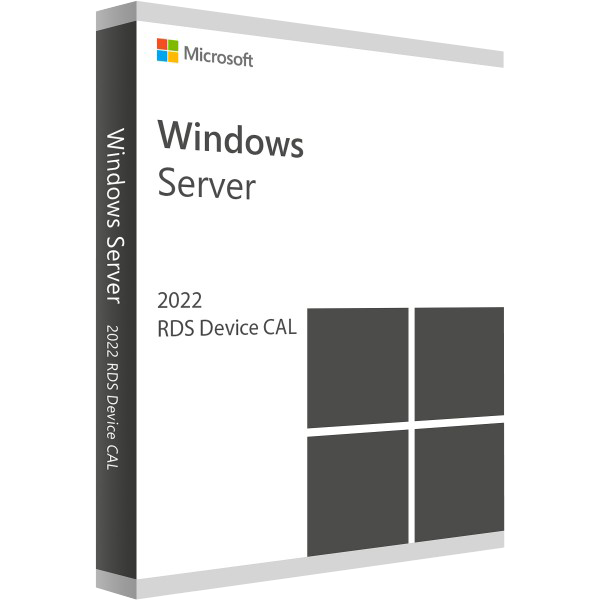 Microsoft
Windows
Server
2022
RDS Device CAL
Windows Server 2022 RDS Device CAL